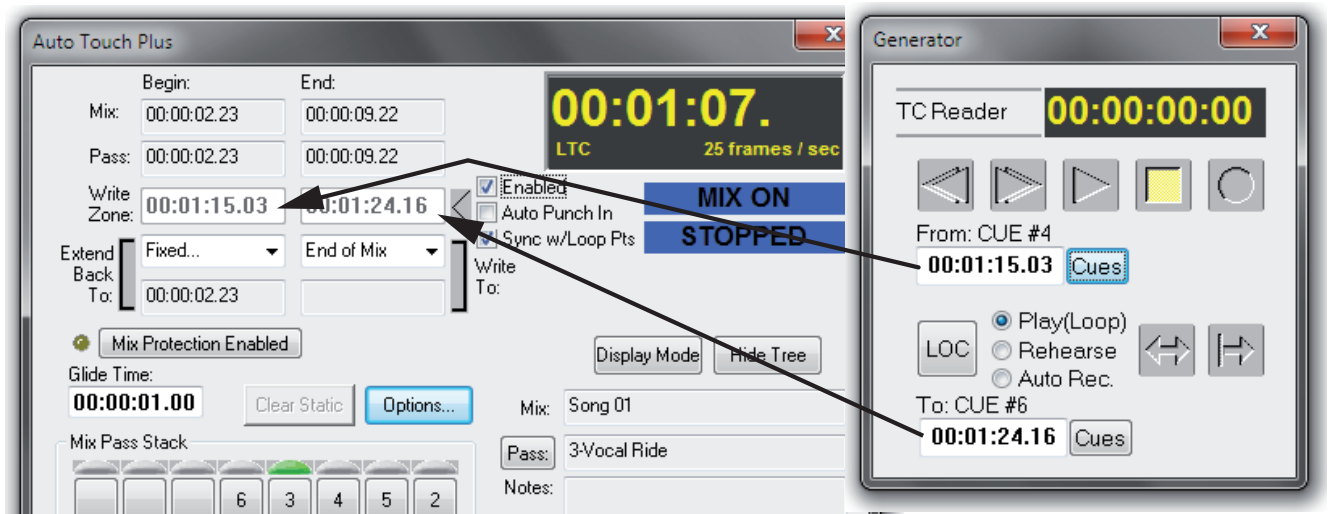 Auto Touch Plus
Begin: End:
Mix: 00:00:02.23 00:00:09.22
Pass: 00:00:02.23 00:00:09.22
Write Zone: 00:01:15.03 00:01:24.16
Extend Back To: Fixed... End of Mix
00:00:02.23
Write To:
00:01:07.
LTC 25 frames / sec
Enabled
Auto Punch In
Sync w/Loop Pts
MIX ON
STOPPED
Mix Protection Enabled
Glide Time:
00:00:01.00
Clear Static
Options...
Mix Pass Stack
6 3 4 5 2
Display Mode
Hide Tree
Mix: Song 01
Pass: 3-Vocal Ride
Notes:
Generator
TC Reader 00:00:00:00
From: CUE #4
00:01:15.03 Cues
LOC
Play(Loop)
Rehearse
Auto Rec.
To: CUE #6
00:01:24.16 Cues